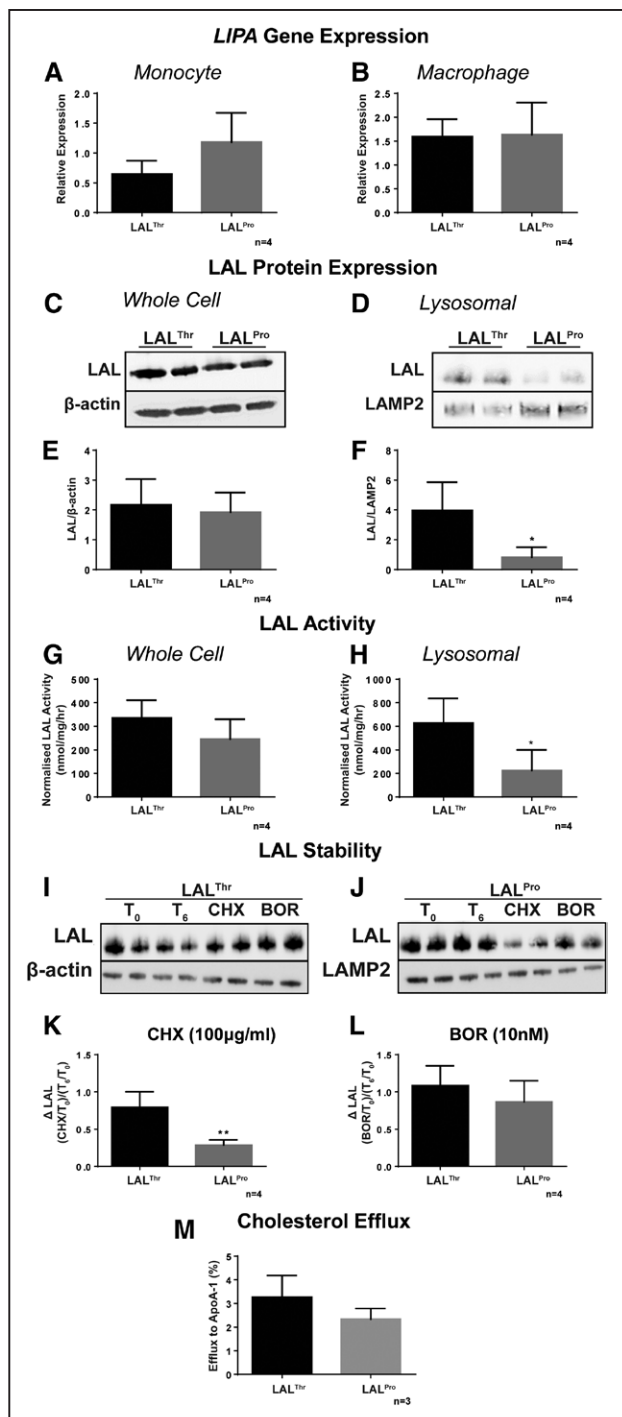 LIPA Gene Expression
A Monocyte
B Macrophage
Relative Expression
2.0
1.5
1.0
0.5
0.0
LAL^Thr LAL^Pro
n=4
Relative Expression
2.5
2.0
1.5
1.0
0.5
0.0
LAL^Thr LAL^Pro
n=4
LAL Protein Expression
C Whole Cell
D Lysosomal
LAL^Thr LAL^Pro
LAL
β-actin
LAL^Thr LAL^Pro
LAL
LAMP2
E
LAL/β-actin
4
3
2
1
0
LAL^Thr LAL^Pro
n=4
F
LAL/LAMP2
8
6
4
2
0
*
LAL^Thr LAL^Pro
n=4
LAL Activity
G Whole Cell
H Lysosomal
Normalised LAL Activity
(nmol/mg/hr)
500
400
300
200
100
0
LAL^Thr LAL^Pro
n=4
Normalised LAL Activity
(nmol/mg/hr)
1000
800
600
400
200
0
*
LAL^Thr LAL^Pro
n=4
LAL Stability
I LAL^Thr
T0 T6 CHX BOR
LAL
β-actin
J LAL^Pro
T0 T6 CHX BOR
LAL
LAMP2
K CHX (100µg/ml)
Δ LAL
(CHX/T0)/(T6/T0)
1.5
1.0
0.5
0.0
**
LAL^Thr LAL^Pro
n=4
L BOR (10nM)
Δ LAL
(BOR/T0)/(T6/T0)
1.5
1.0
0.5
0.0
LAL^Thr LAL^Pro
n=4
M Cholesterol Efflux
Efflux to ApoA-1 (%)
5
4
3
2
1
0
LAL^Thr LAL^Pro
n=3